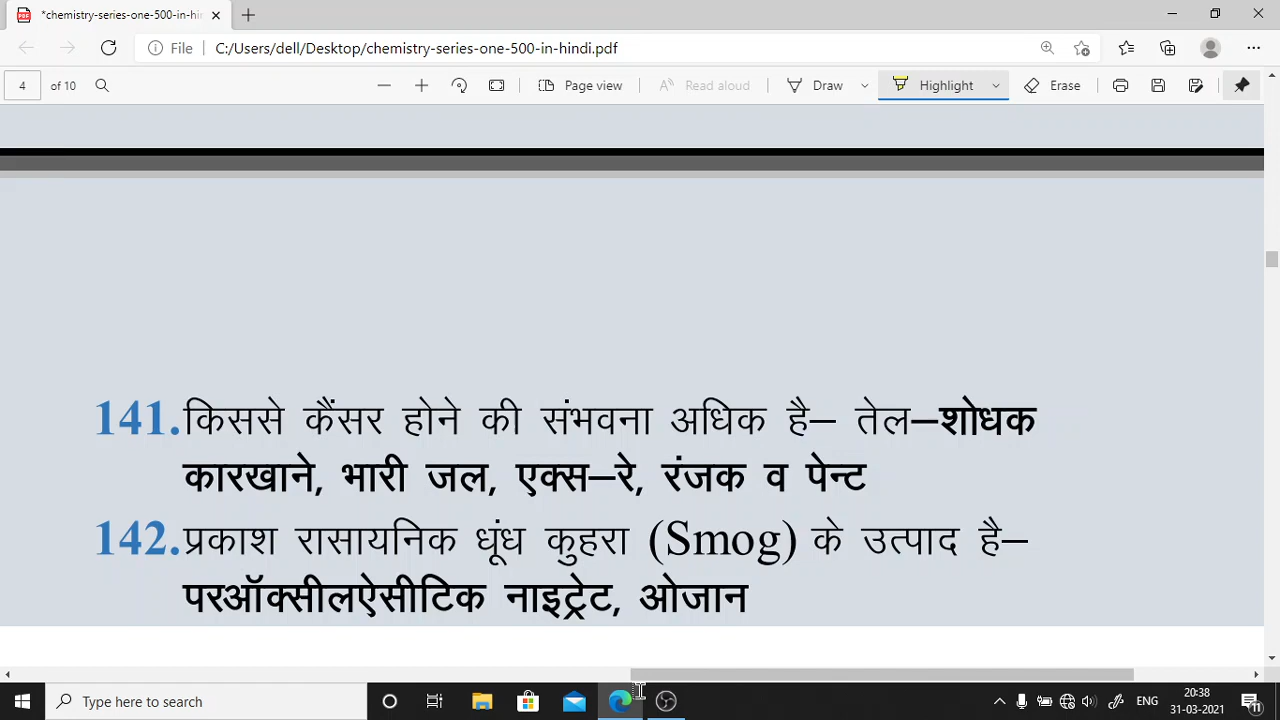 *chemistry-series-one-500-in-hin
File C:/Users/dell/Desktop/chemistry-series-one-500-in-hindi.pdf
4 of 10 Page view Read aloud Draw Highlight Erase
141.किससे कैंसर होने की संभवना अधिक है– तेल–शोधक
कारखाने, भारी जल, एक्स–रे, रंजक व पेन्ट
142.प्रकाश रासायनिक धूंध कुहरा (Smog) के उत्पाद है–
परऑक्सीलऐसीटिक नाइट्रेट, ओजान
Type here to search ENG 20:38
31-03-2021 11